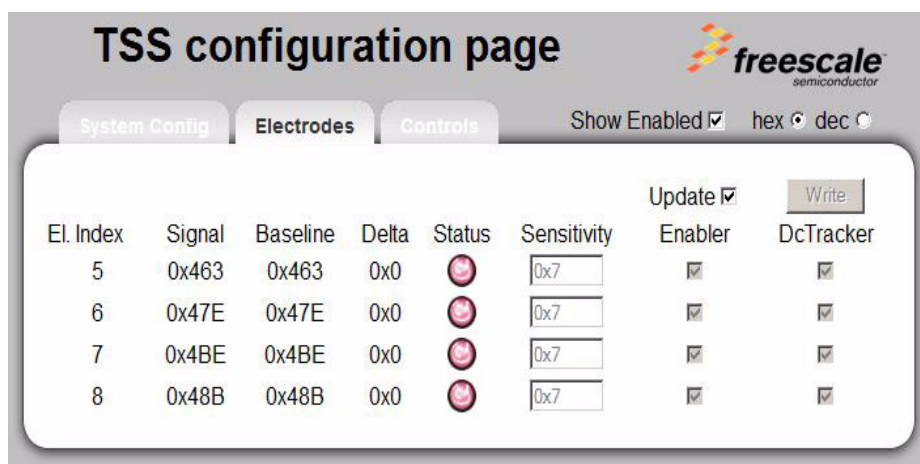 TSS configuration page
freescale™
semiconductor
System Config Electrodes Controls Show Enabled hex dec
Update Write
El. Index Signal Baseline Delta Status Sensitivity Enabler DcTracker
5 0x463 0x463 0x0 0x7
6 0x47E 0x47E 0x0 0x7
7 0x4BE 0x4BE 0x0 0x7
8 0x48B 0x48B 0x0 0x7